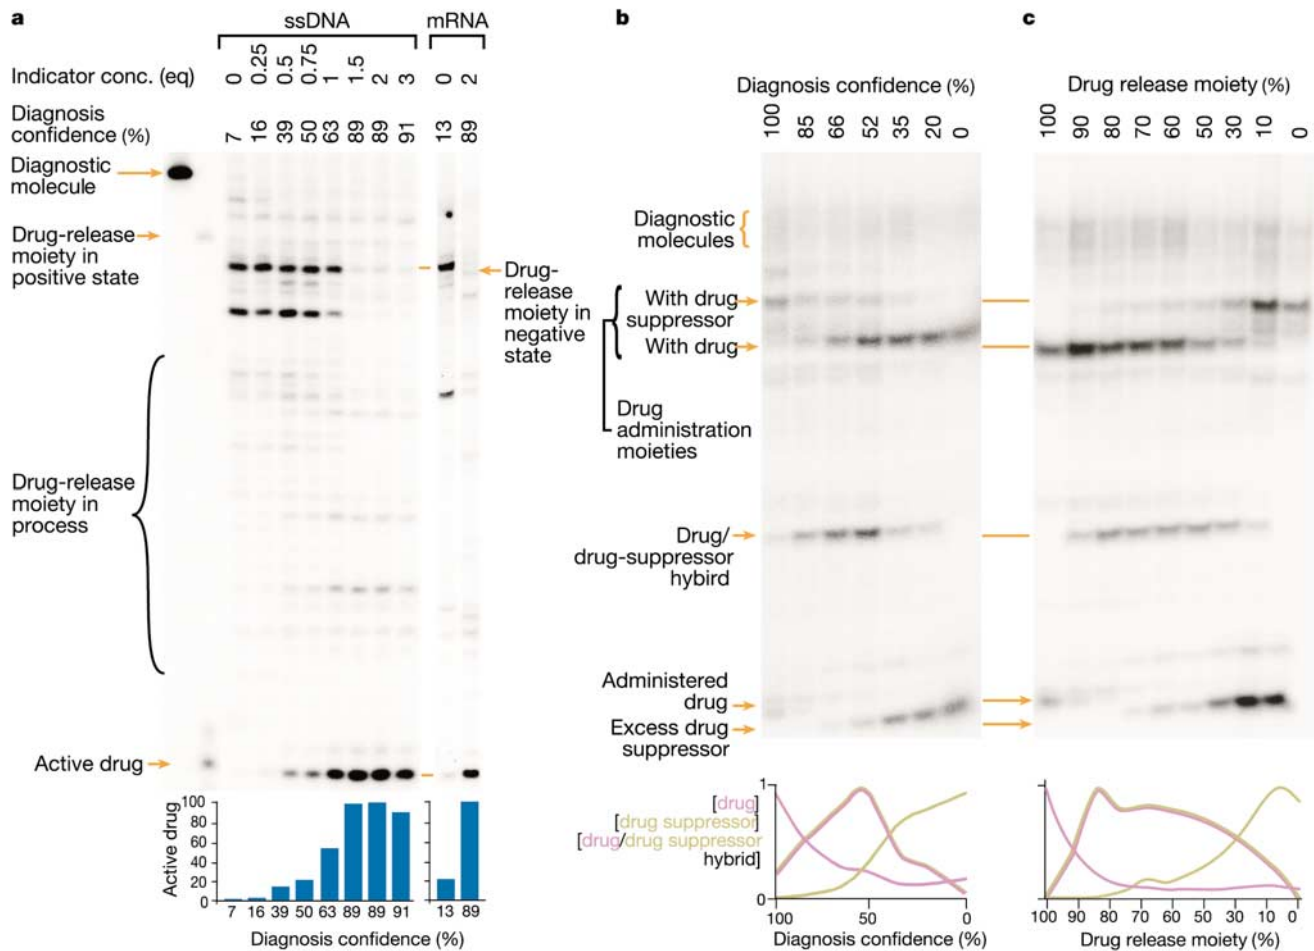 a
ssDNA
mRNA
Indicator conc. (eq)
0 0.25 0.5 0.75 1 1.5 2 3 0 2
Diagnosis
confidence (%)
7 16 39 50 63 89 89 91 13 89
Diagnostic
molecule
Drug-release
moiety in
positive state
Drug-
release
moiety in
negative
state
Drug-release
moiety in
process
Active drug
Active drug
100
80
60
40
20
0
7 16 39 50 63 89 89 91 13 89
Diagnosis confidence (%)
b
Diagnosis confidence (%)
100 85 66 52 35 20 0
Diagnostic
molecules
With drug
suppressor
With drug
Drug
administration
moieties
Drug/
drug-suppressor
hybird
Administered
drug
Excess drug
suppressor
1
[drug]
[drug suppressor]
[drug/drug suppressor
hybrid]
0
100 50 0
Diagnosis confidence (%)
c
Drug release moiety (%)
100 90 80 70 60 50 30 10 0
100 90 80 70 60 50 40 30 20 10 0
Drug release moiety (%)